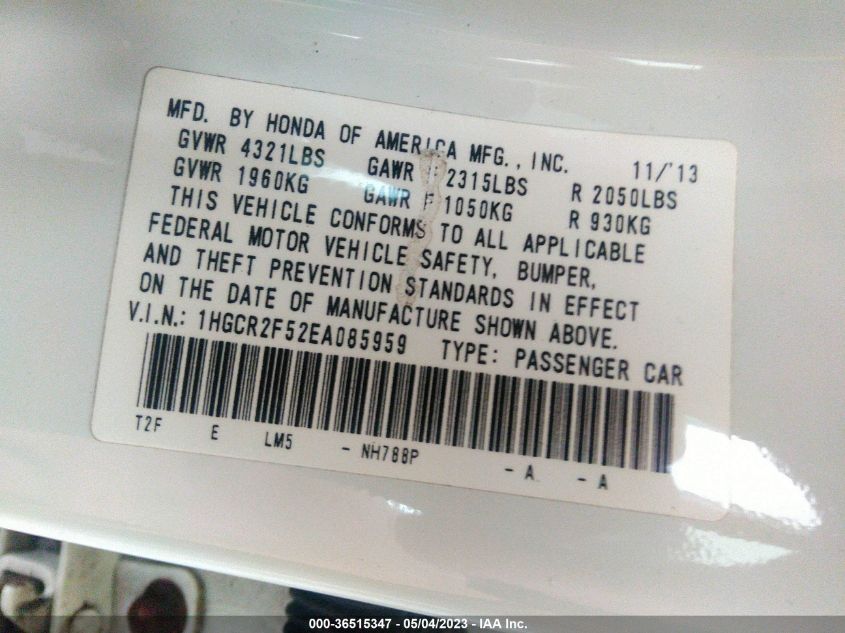 MFD. BY HONDA OF AMERICA MFG., INC. 11/'13
GVWR 4321LBS GAWR F 2315LBS R 2050LBS
GVWR 1960KG GAWR F 1050KG R 930KG
THIS VEHICLE CONFORMS TO ALL APPLICABLE
FEDERAL MOTOR VEHICLE SAFETY, BUMPER,
AND THEFT PREVENTION STANDARDS IN EFFECT
ON THE DATE OF MANUFACTURE SHOWN ABOVE.
V.I.N.: 1HGCR2F52EA085959 TYPE: PASSENGER CAR
T2F E LM5 - NH788P - A - A
000-36515347 - 05/04/2023 - IAA Inc.